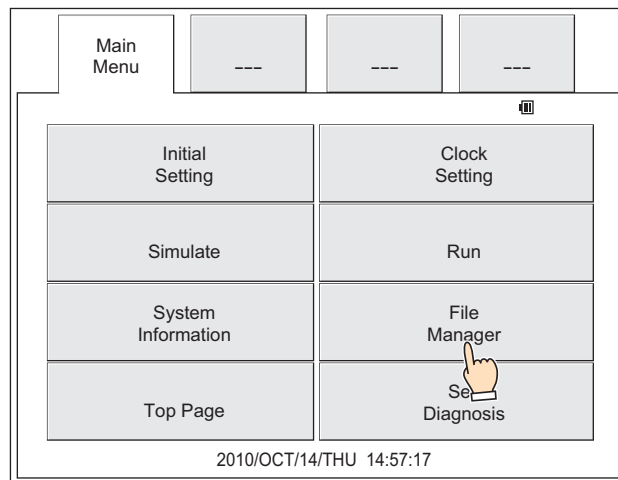 Main
Menu
---
---
---
Initial
Setting
Clock
Setting
Simulate
Run
System
Information
File
Manager
Top Page
Se
Diagnosis
2010/OCT/14/THU 14:57:17